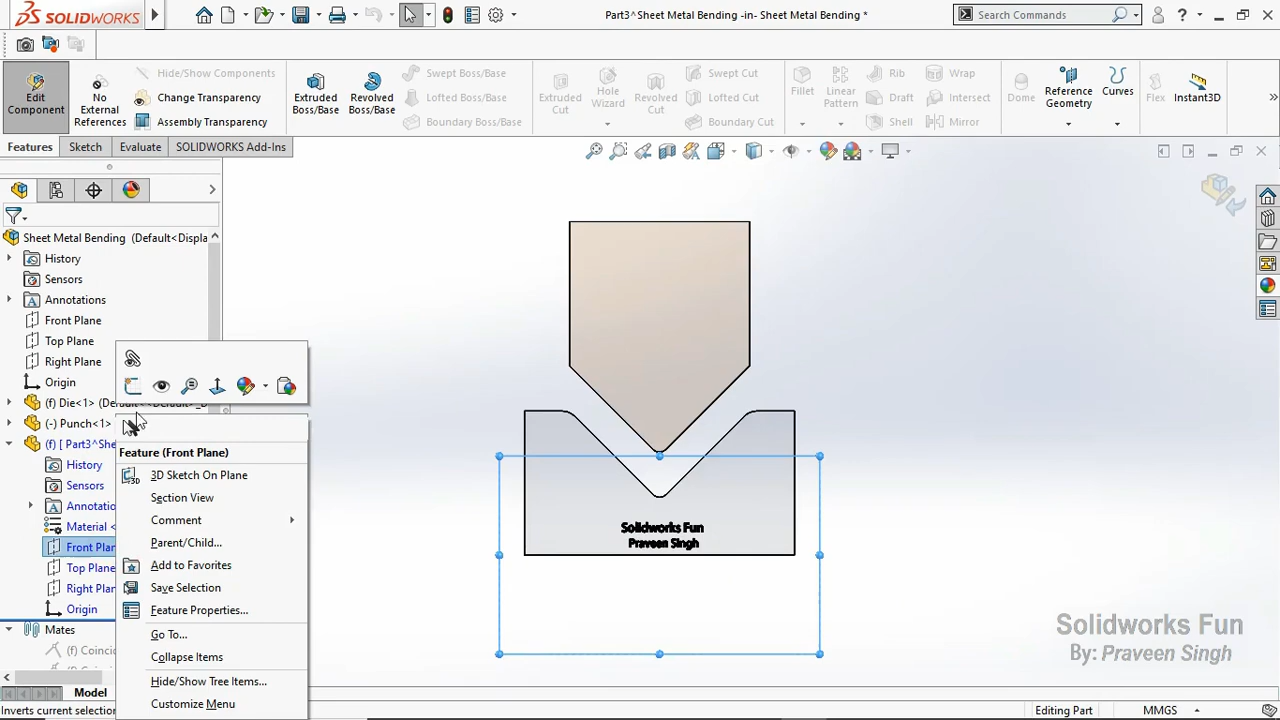 SOLIDWORKS
Part3^Sheet Metal Bending -in- Sheet Metal Bending *
Search Commands
Edit Component
No External References
Hide/Show Components
Change Transparency
Assembly Transparency
Extruded Boss/Base
Revolved Boss/Base
Swept Boss/Base
Lofted Boss/Base
Boundary Boss/Base
Extruded Cut
Hole Wizard
Revolved Cut
Swept Cut
Lofted Cut
Boundary Cut
Fillet
Linear Pattern
Rib
Draft
Shell
Wrap
Intersect
Mirror
Dome
Reference Geometry
Curves
Flex
Instant3D
Features
Sketch
Evaluate
SOLIDWORKS Add-Ins
Sheet Metal Bending (Default<Displa
History
Sensors
Annotations
Front Plane
Top Plane
Right Plane
Origin
(f) Die<1> (Default<<Default>_D
(-) Punch<1>
(f) [ Part3^She
History
Sensors
Annotatio
Material <
Front Plan
Top Plane
Right Plan
Origin
Mates
(f) Coincid
Model
Inverts current selection
Feature (Front Plane)
3D Sketch On Plane
Section View
Comment
Parent/Child...
Add to Favorites
Save Selection
Feature Properties...
Go To...
Collapse Items
Hide/Show Tree Items...
Customize Menu
Solidworks Fun
Praveen Singh
Solidworks Fun
By: Praveen Singh
Editing Part
MMGS